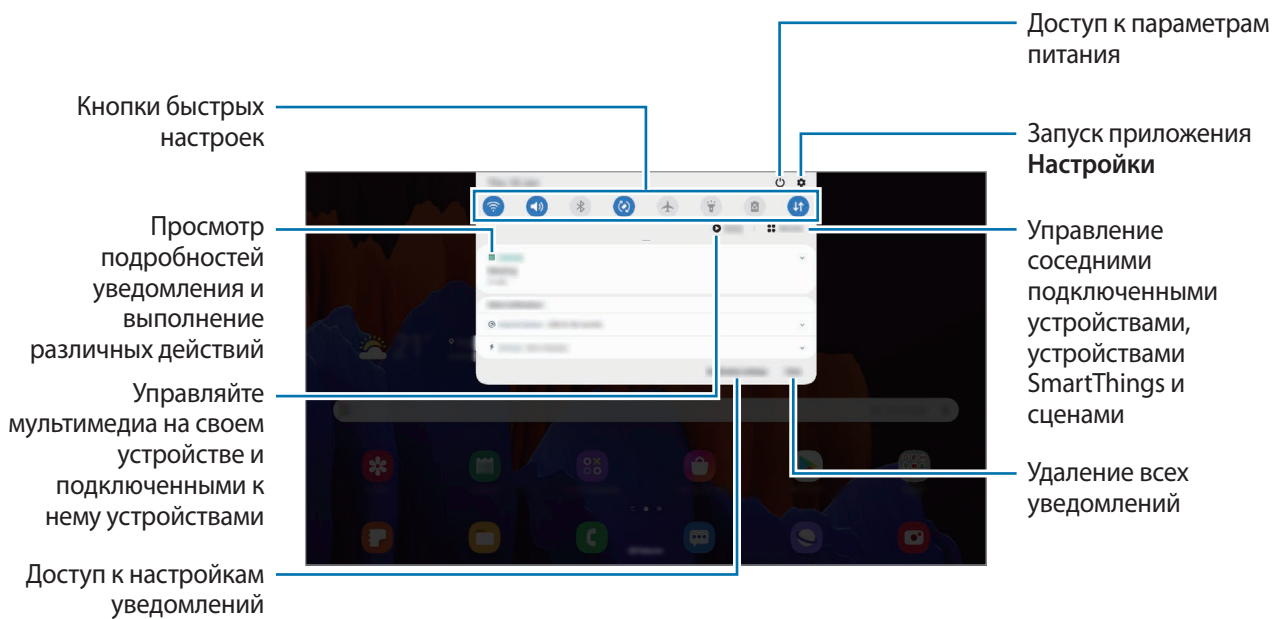 Доступ к параметрам
питания
Кнопки быстрых
настроек
Запуск приложения
Настройки
Просмотр
подробностей
уведомления и
выполнение
различных действий
Управление
соседними
подключенными
устройствами,
устройствами
SmartThings и
сценами
Управляйте
мультимедиа на своем
устройстве и
подключенными к
нему устройствами
Удаление всех
уведомлений
Доступ к настройкам
уведомлений